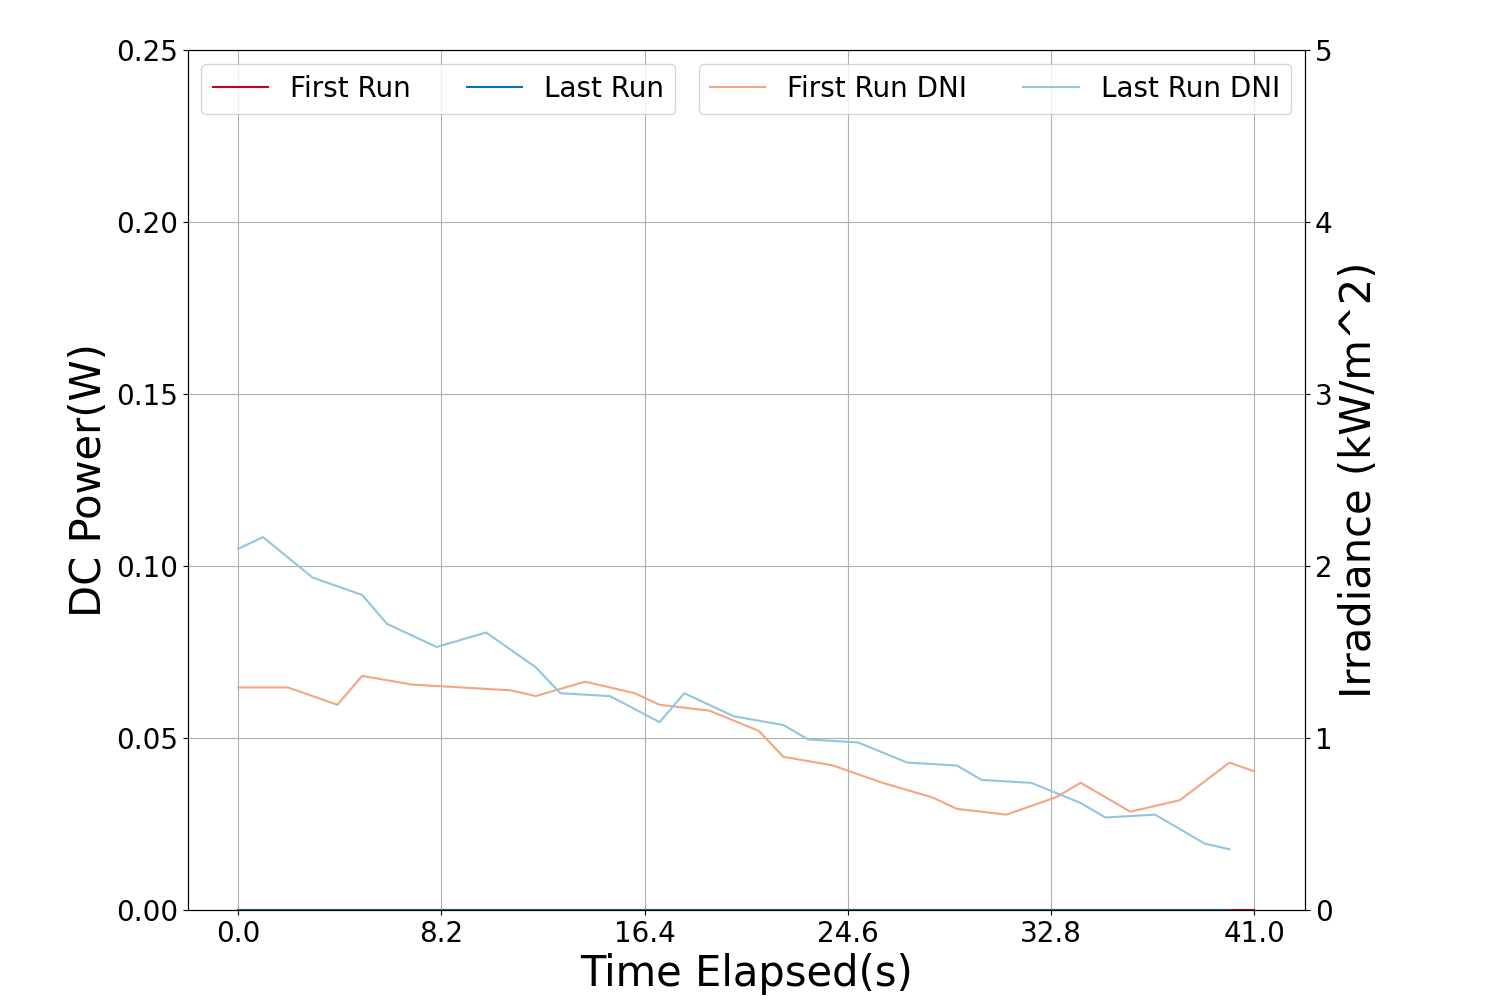 First Run
Last Run
First Run DNI
Last Run DNI
DC Power(W)
0.25
0.20
0.15
0.10
0.05
0.00
0.0
8.2
16.4
24.6
32.8
41.0
Time Elapsed(s)
5
4
3
2
1
0
Irradiance (kW/m^2)